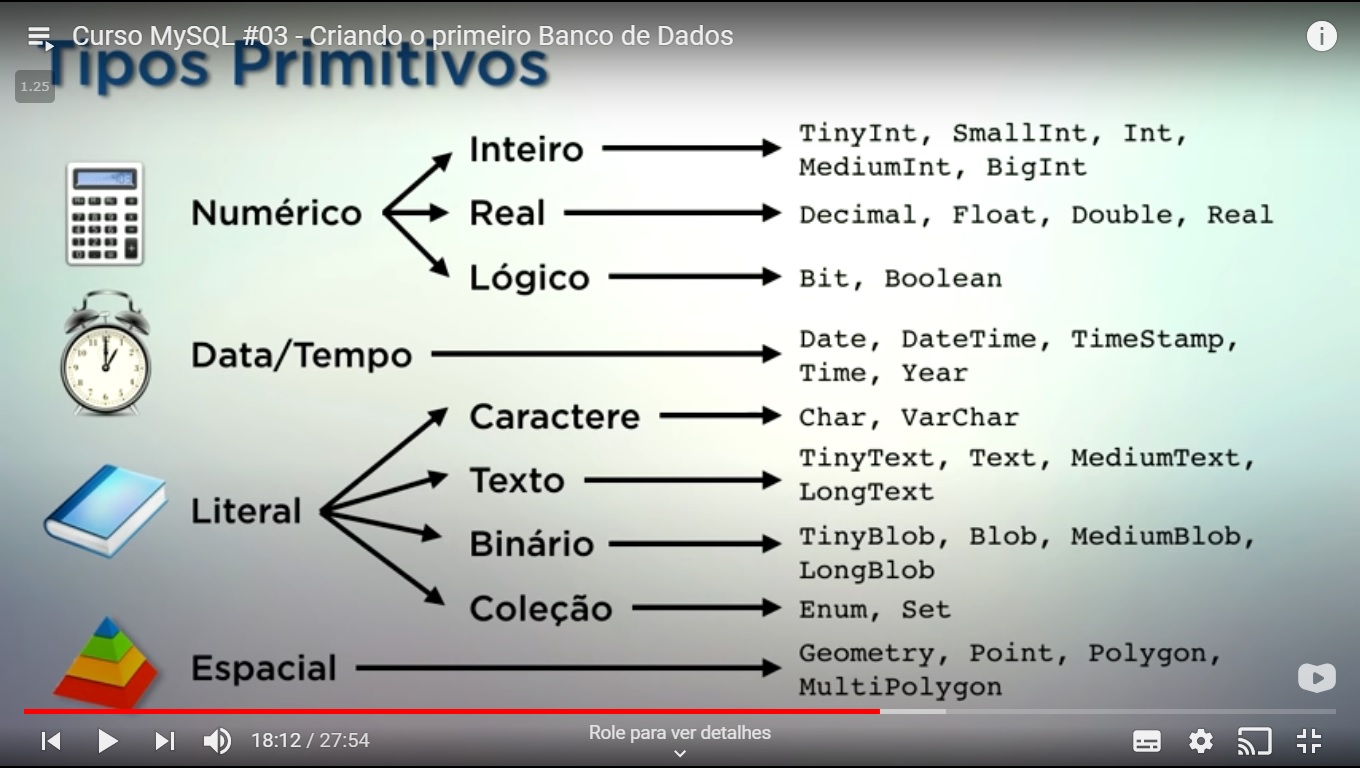 Curso MySQL #03 - Criando o primeiro Banco de Dados
Tipos Primitivos
1.25
Numérico
Inteiro
TinyInt, SmallInt, Int,
MediumInt, BigInt
Real
Decimal, Float, Double, Real
Lógico
Bit, Boolean
Data/Tempo
Date, DateTime, TimeStamp,
Time, Year
Literal
Caractere
Char, VarChar
Texto
TinyText, Text, MediumText,
LongText
Binário
TinyBlob, Blob, MediumBlob,
LongBlob
Coleção
Enum, Set
Espacial
Geometry, Point, Polygon,
MultiPolygon
18:12 / 27:54
Role para ver detalhes